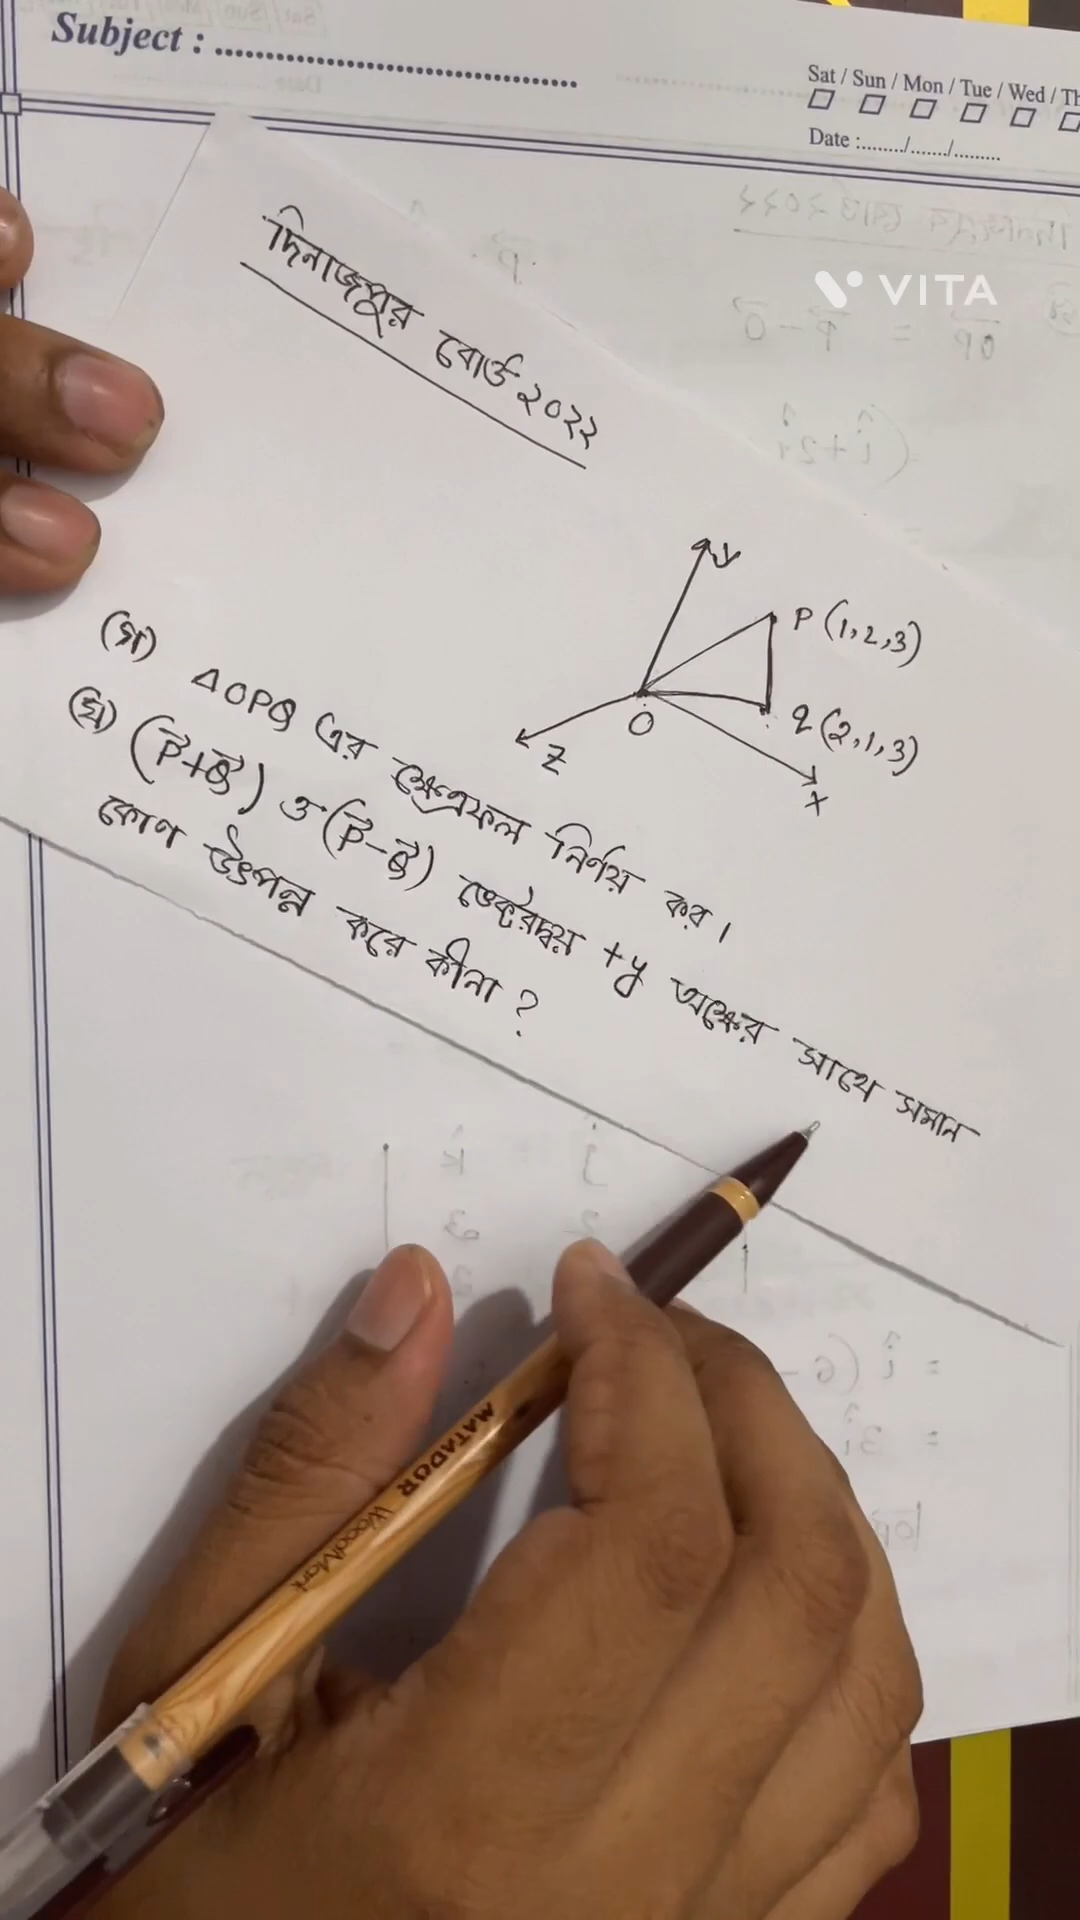 Subject :
Sat / Sun / Mon / Tue / Wed / Th
Date :......../......./.........
VITA
দিনাজপুর বোর্ড ২০২২
y
P (1,2,3)
O
q (2,1,3)
z
x
(গ) ΔOPQ এর ক্ষেত্রফল নির্ণয় কর।
(ঘ) (P⃗+Q⃗) ও (P⃗-Q⃗) ভেক্টরদ্বয় +y অক্ষের সাথে সমান
কোণ উৎপন্ন করে কীনা ?
MATADOR WoodMark